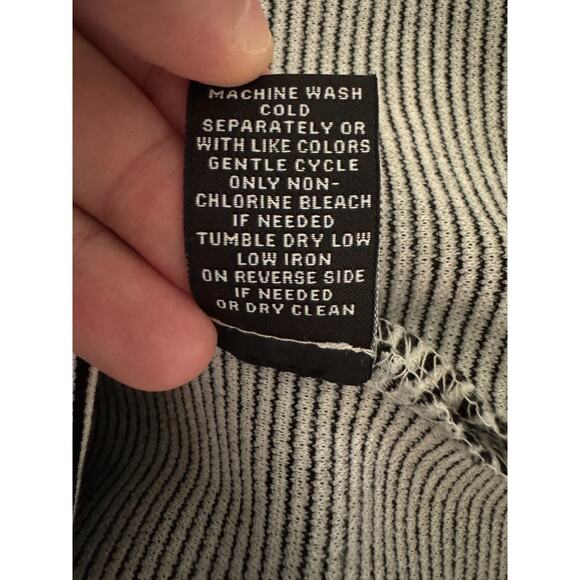 MACHINE WASH
COLD
SEPARATELY OR
WITH LIKE COLORS
GENTLE CYCLE
ONLY NON-
CHLORINE BLEACH
IF NEEDED
TUMBLE DRY LOW
LOW IRON
ON REVERSE SIDE
IF NEEDED
OR DRY CLEAN